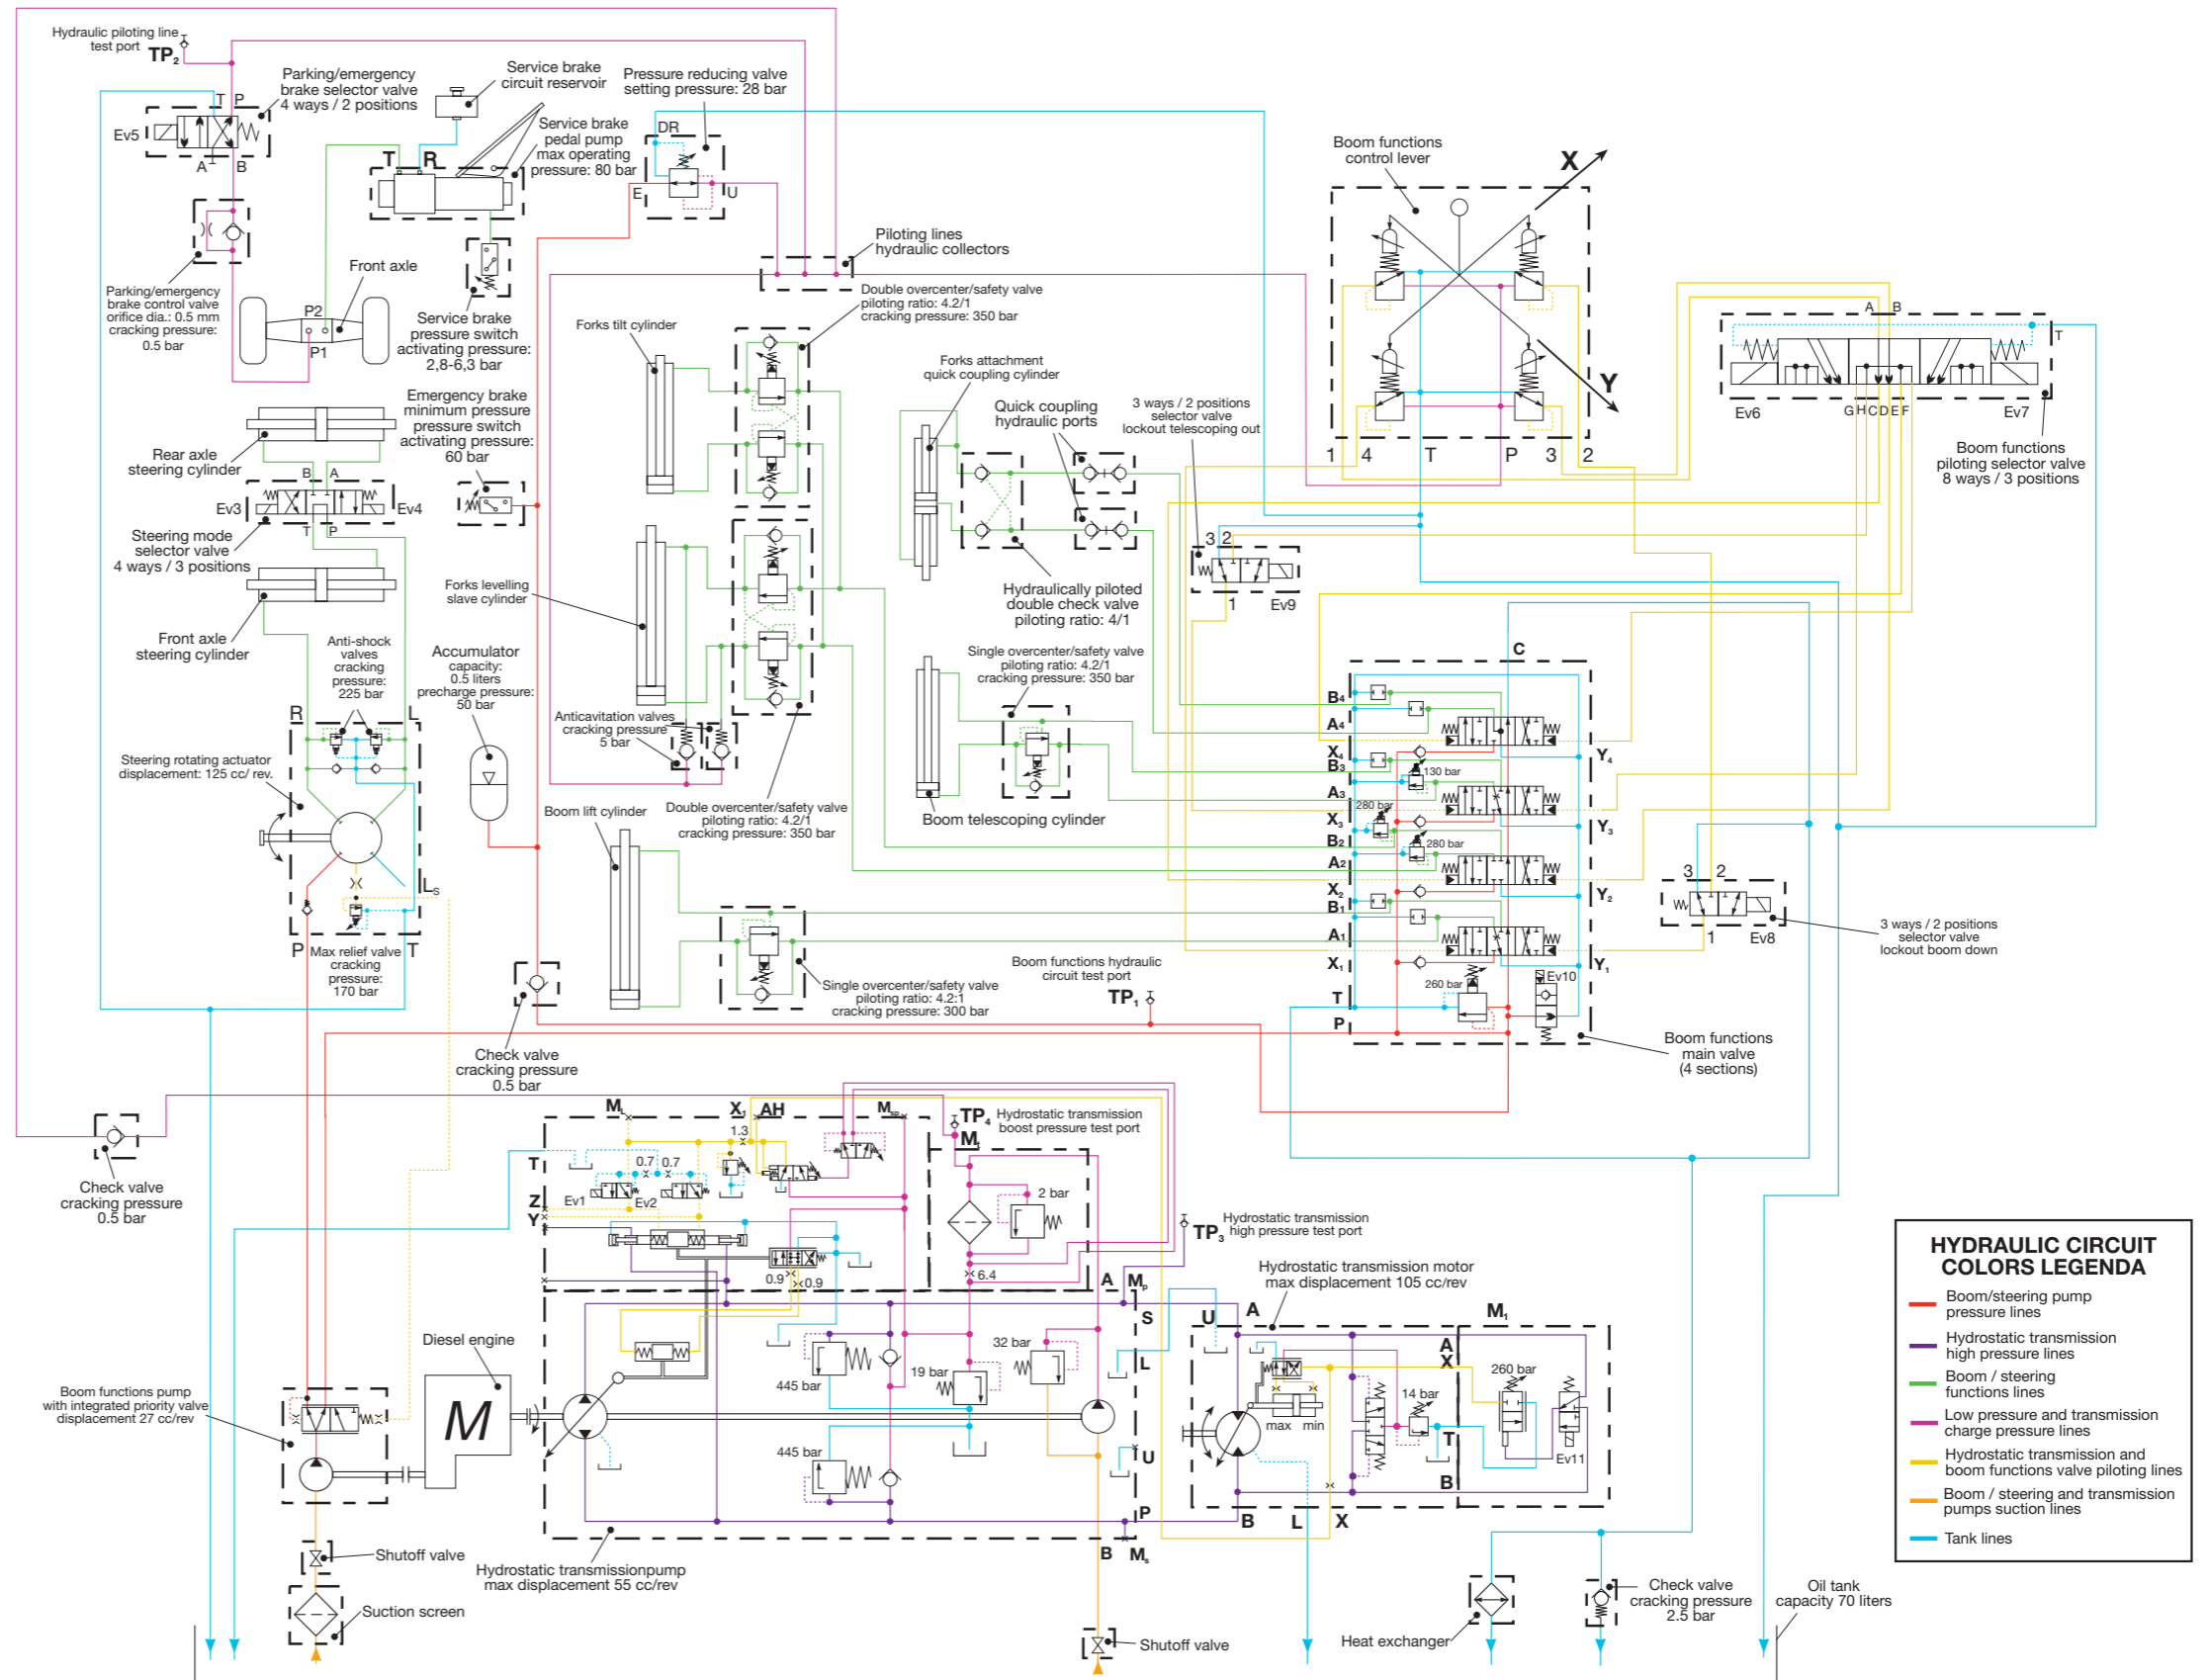 Hydraulic piloting line
test port
TP2
Parking/emergency
brake selector valve
4 ways / 2 positions
T P
Ev5
A B
Service brake
circuit reservoir
Service brake
pedal pump
max operating
pressure: 80 bar
T R
Pressure reducing valve
setting pressure: 28 bar
DR
E U
Parking/emergency
brake control valve
orifice dia.: 0.5 mm
cracking pressure:
0.5 bar
Front axle
P2
P1
Service brake
pressure switch
activating pressure:
2,8-6,3 bar
Piloting lines
hydraulic collectors
Boom functions
control lever
X
Y
1 4 T P 3 2
A B
T
Ev6
G H C D E F
Ev7
Boom functions
piloting selector valve
8 ways / 3 positions
Double overcenter/safety valve
piloting ratio: 4.2/1
cracking pressure: 350 bar
Forks tilt cylinder
Forks attachment
quick coupling cylinder
Quick coupling
hydraulic ports
3 ways / 2 positions
selector valve
lockout telescoping out
Emergency brake
minimum pressure
pressure switch
activating pressure:
60 bar
Rear axle
steering cylinder
B A
Ev3
Ev4
T P
Steering mode
selector valve
4 ways / 3 positions
Front axle
steering cylinder
Forks levelling
slave cylinder
Hydraulically piloted
double check valve
piloting ratio: 4/1
3 2
1
Ev9
Anti-shock
valves
cracking
pressure:
225 bar
Accumulator
capacity:
0.5 liters
precharge pressure:
50 bar
R L
Steering rotating actuator
displacement: 125 cc/ rev.
LS
P T
Max relief valve
cracking
pressure:
170 bar
Anticavitation valves
cracking pressure
5 bar
Double overcenter/safety valve
piloting ratio: 4.2/1
cracking pressure: 350 bar
Single overcenter/safety valve
piloting ratio: 4.2/1
cracking pressure: 350 bar
Boom telescoping cylinder
Boom lift cylinder
Single overcenter/safety valve
piloting ratio: 4.2:1
cracking pressure: 300 bar
C
B4
A4
X4
Y4
B3
130 bar
A3
280 bar
X3
Y3
B2
280 bar
A2
X2
Y2
B1
A1
X1
Y1
260 bar
Ev10
T
P
Boom functions
main valve
(4 sections)
3 2
1
Ev8
3 ways / 2 positions
selector valve
lockout boom down
Boom functions hydraulic
circuit test port
TP1
Check valve
cracking pressure
0.5 bar
Check valve
cracking pressure
0.5 bar
X1 AH
1.3
TP4
Hydrostatic transmission
boost pressure test port
T
0.7 0.7
Ev1
Ev2
Z
Y
2 bar
0.9
0.9
6.4
TP3
Hydrostatic transmission
high pressure test port
A Mp
S
L
U
P
B Ms
32 bar
19 bar
445 bar
445 bar
Diesel engine
M
Boom functions pump
with integrated priority valve
displacement 27 cc/rev
Hydrostatic transmissionpump
max displacement 55 cc/rev
Shutoff valve
Suction screen
Shutoff valve
Hydrostatic transmission motor
max displacement 105 cc/rev
U A
M1
A
X
260 bar
14 bar
max min
T
B
Ev11
B L X
Heat exchanger
Check valve
cracking pressure
2.5 bar
Oil tank
capacity 70 liters
HYDRAULIC CIRCUIT
COLORS LEGENDA
Boom/steering pump
pressure lines
Hydrostatic transmission
high pressure lines
Boom / steering
functions lines
Low pressure and transmission
charge pressure lines
Hydrostatic transmission and
boom functions valve piloting lines
Boom / steering and transmission
pumps suction lines
Tank lines